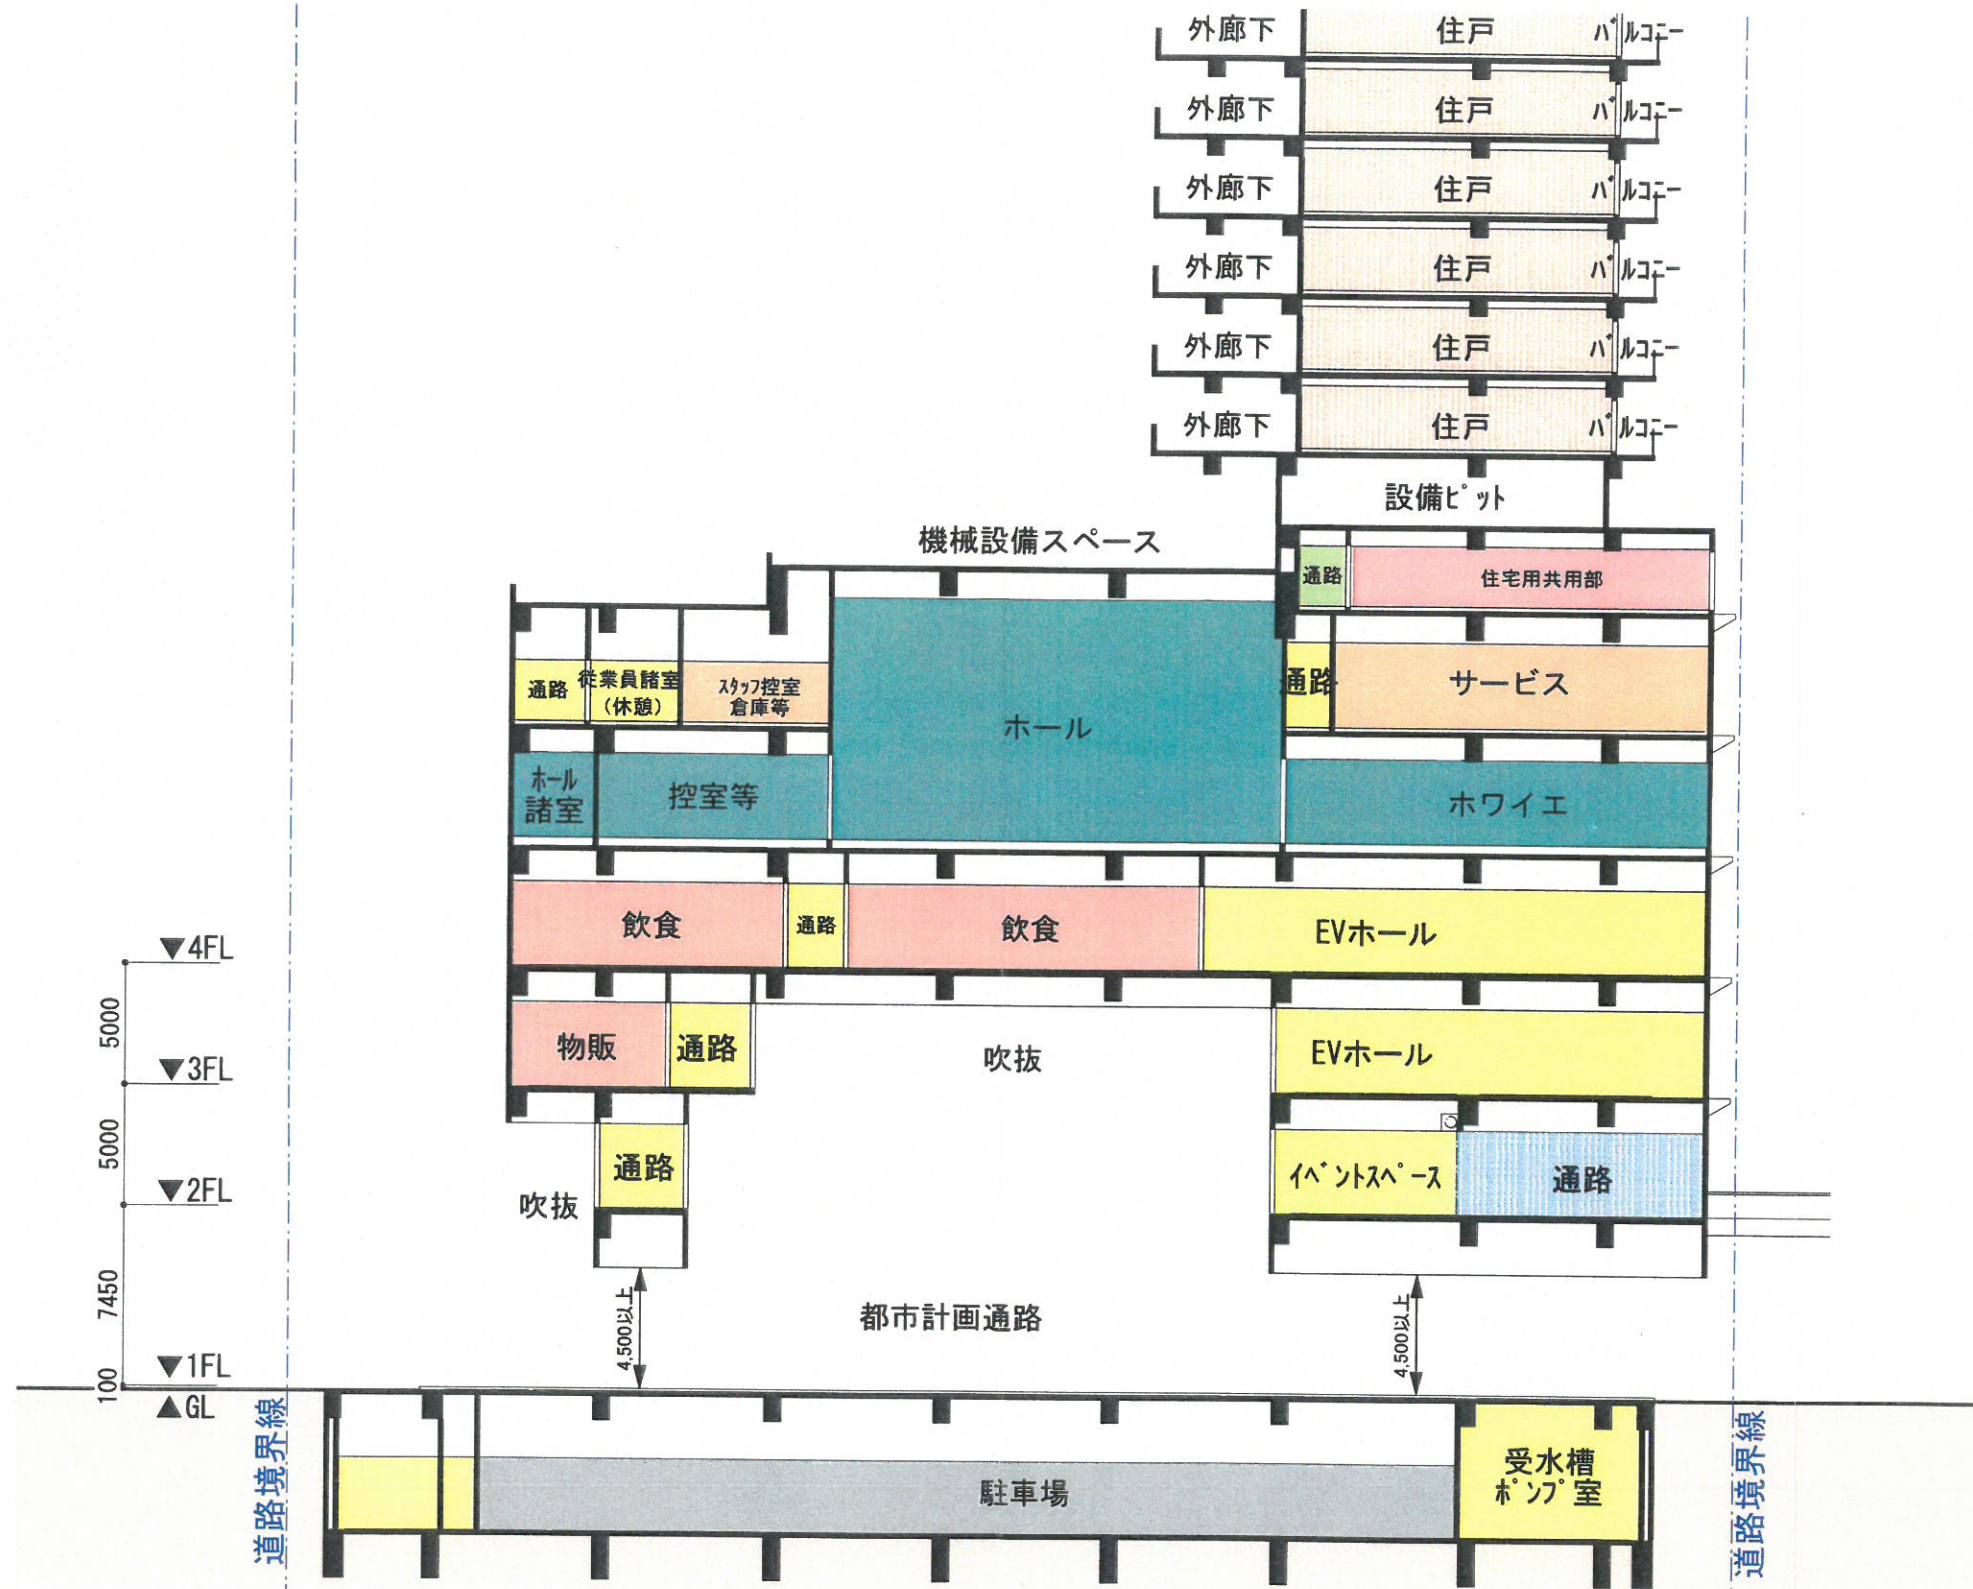 外廊下 住戸 バルコニー
外廊下 住戸 バルコニー
外廊下 住戸 バルコニー
外廊下 住戸 バルコニー
外廊下 住戸 バルコニー
外廊下 住戸 バルコニー
設備ピット
機械設備スペース
通路 住宅用共用部
通路
従業員諸室
(休憩)
スタッフ控室
倉庫等
ホール
通路 サービス
ホール
諸室
控室等
ホワイエ
飲食 通路 飲食 EVホール
▼4FL
5000
物販 通路 吹抜 EVホール
▼3FL
5000
通路
イベントスペース 通路
▼2FL
吹抜
7450
4,500以上
都市計画通路
4,500以上
▼1FL
100
▲GL
道路境界線
駐車場
受水槽
ポンプ室
道路境界線